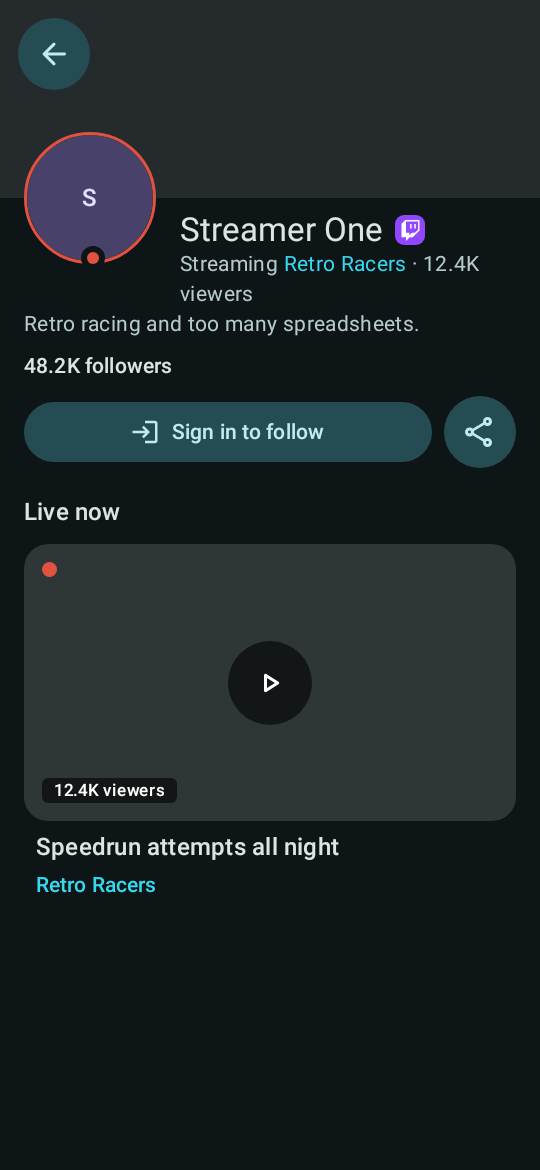 S
Streamer One
Streaming Retro Racers · 12.4K
viewers
Retro racing and too many spreadsheets.
48.2K followers
Sign in to follow
Live now
12.4K viewers
Speedrun attempts all night
Retro Racers